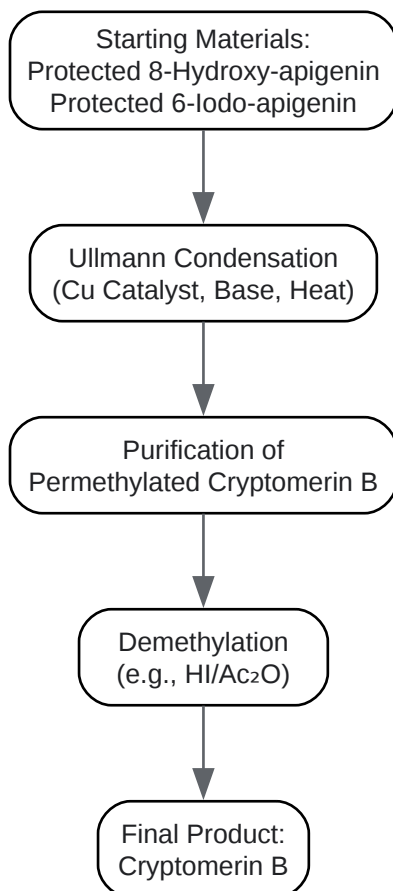 Starting Materials:
Protected 8-Hydroxy-apigenin
Protected 6-Iodo-apigenin
Ullmann Condensation
(Cu Catalyst, Base, Heat)
Purification of
Permethylated Cryptomerin B
Demethylation
(e.g., HI/Ac₂O)
Final Product:
Cryptomerin B